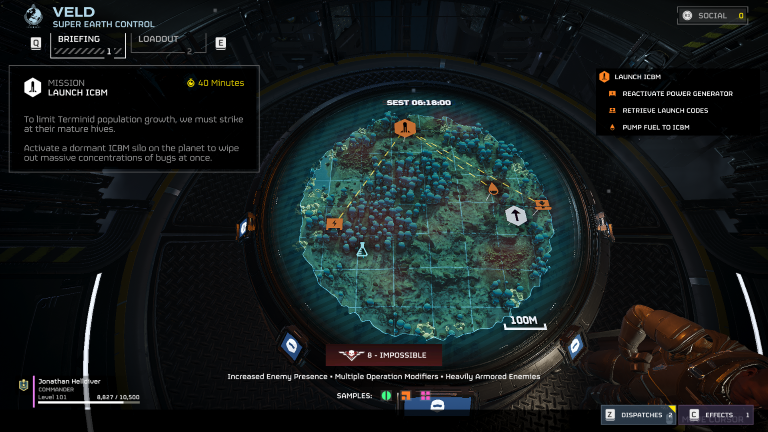 VELD
SUPER EARTH CONTROL
SOCIAL 0
Q
BRIEFING
1
LOADOUT
2
E
MISSION
LAUNCH ICBM
40 Minutes
To limit Terminid population growth, we must strike
at their mature hives.
Activate a dormant ICBM silo on the planet to wipe
out massive concentrations of bugs at once.
LAUNCH ICBM
REACTIVATE POWER GENERATOR
RETRIEVE LAUNCH CODES
PUMP FUEL TO ICBM
SEST 06:18:00
100M
8 - IMPOSSIBLE
Increased Enemy Presence • Multiple Operation Modifiers • Heavily Armored Enemies
SAMPLES:
Jonathan Helldiver
COMMANDER
Level 101
8,827 / 10,500
Z DISPATCHES 2
C EFFECTS 1
CURSOR